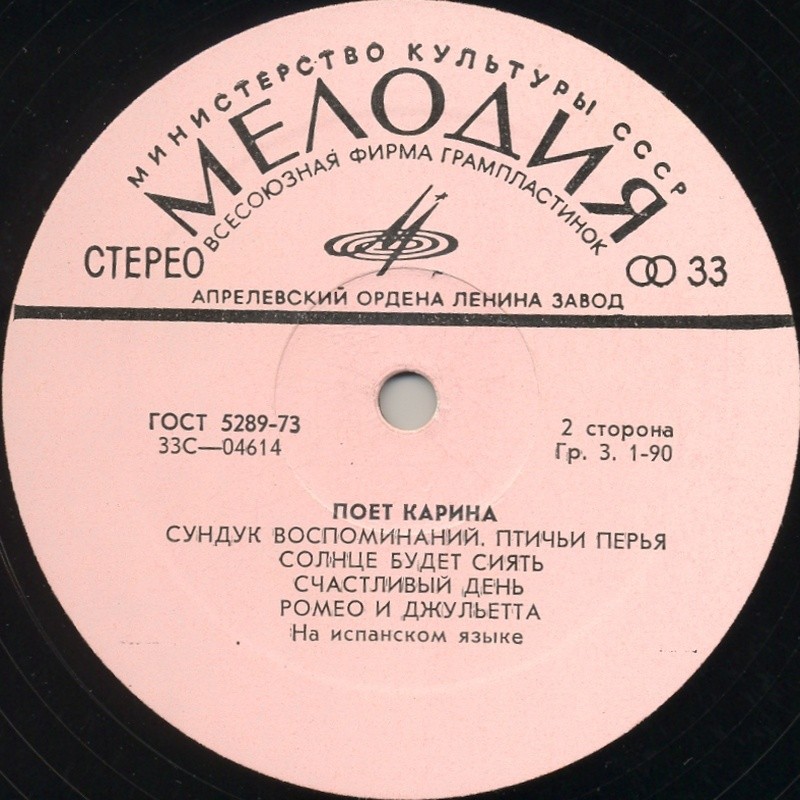 МИНИСТЕРСТВО КУЛЬТУРЫ СССР
МЕЛОДИЯ
ВСЕСОЮЗНАЯ ФИРМА ГРАМПЛАСТИНОК
СТЕРЕО
33
АПРЕЛЕВСКИЙ ОРДЕНА ЛЕНИНА ЗАВОД
ГОСТ 5289-73
33С—04614
2 сторона
Гр. 3. 1-90
ПОЕТ КАРИНА
СУНДУК ВОСПОМИНАНИЙ. ПТИЧЬИ ПЕРЬЯ
СОЛНЦЕ БУДЕТ СИЯТЬ
СЧАСТЛИВЫЙ ДЕНЬ
РОМЕО И ДЖУЛЬЕТТА
На испанском языке